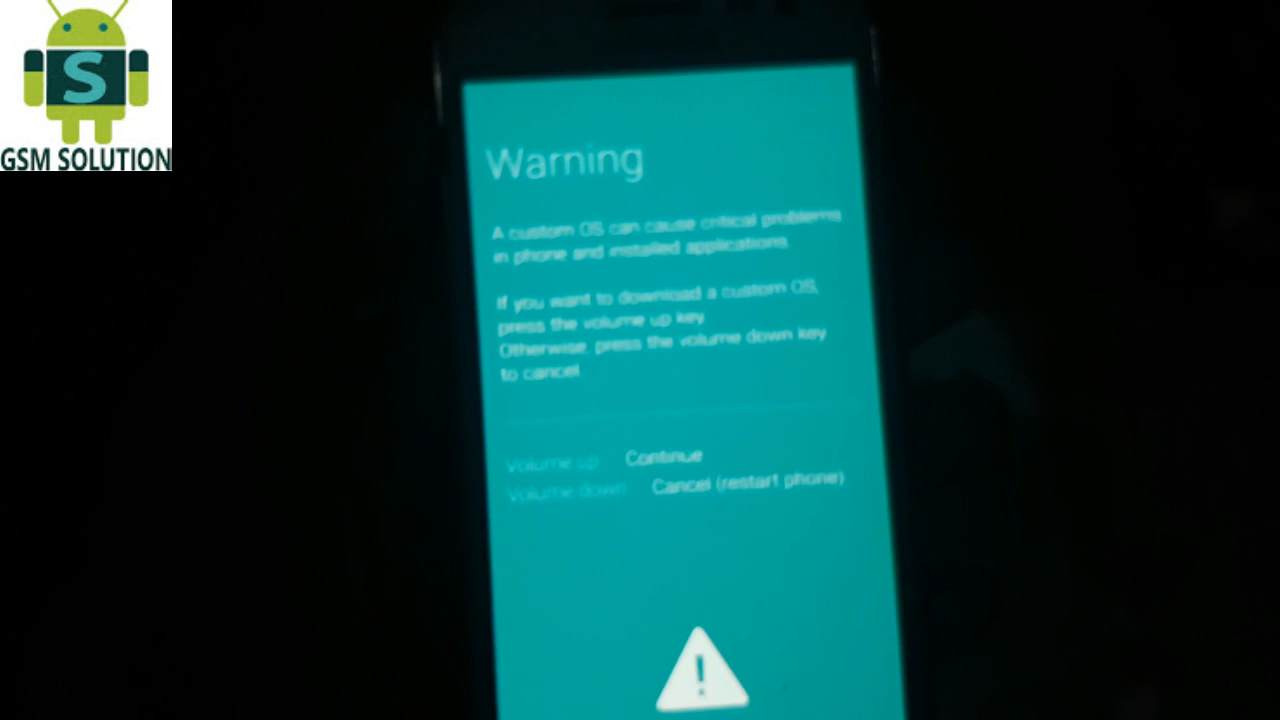 S
GSM SOLUTION
Warning
A custom OS can cause critical problems
in phone and installed applications.
If you want to download a custom OS,
press the volume up key.
Otherwise, press the volume down key
to cancel.
Volume up Continue
Volume down Cancel (restart phone)
!